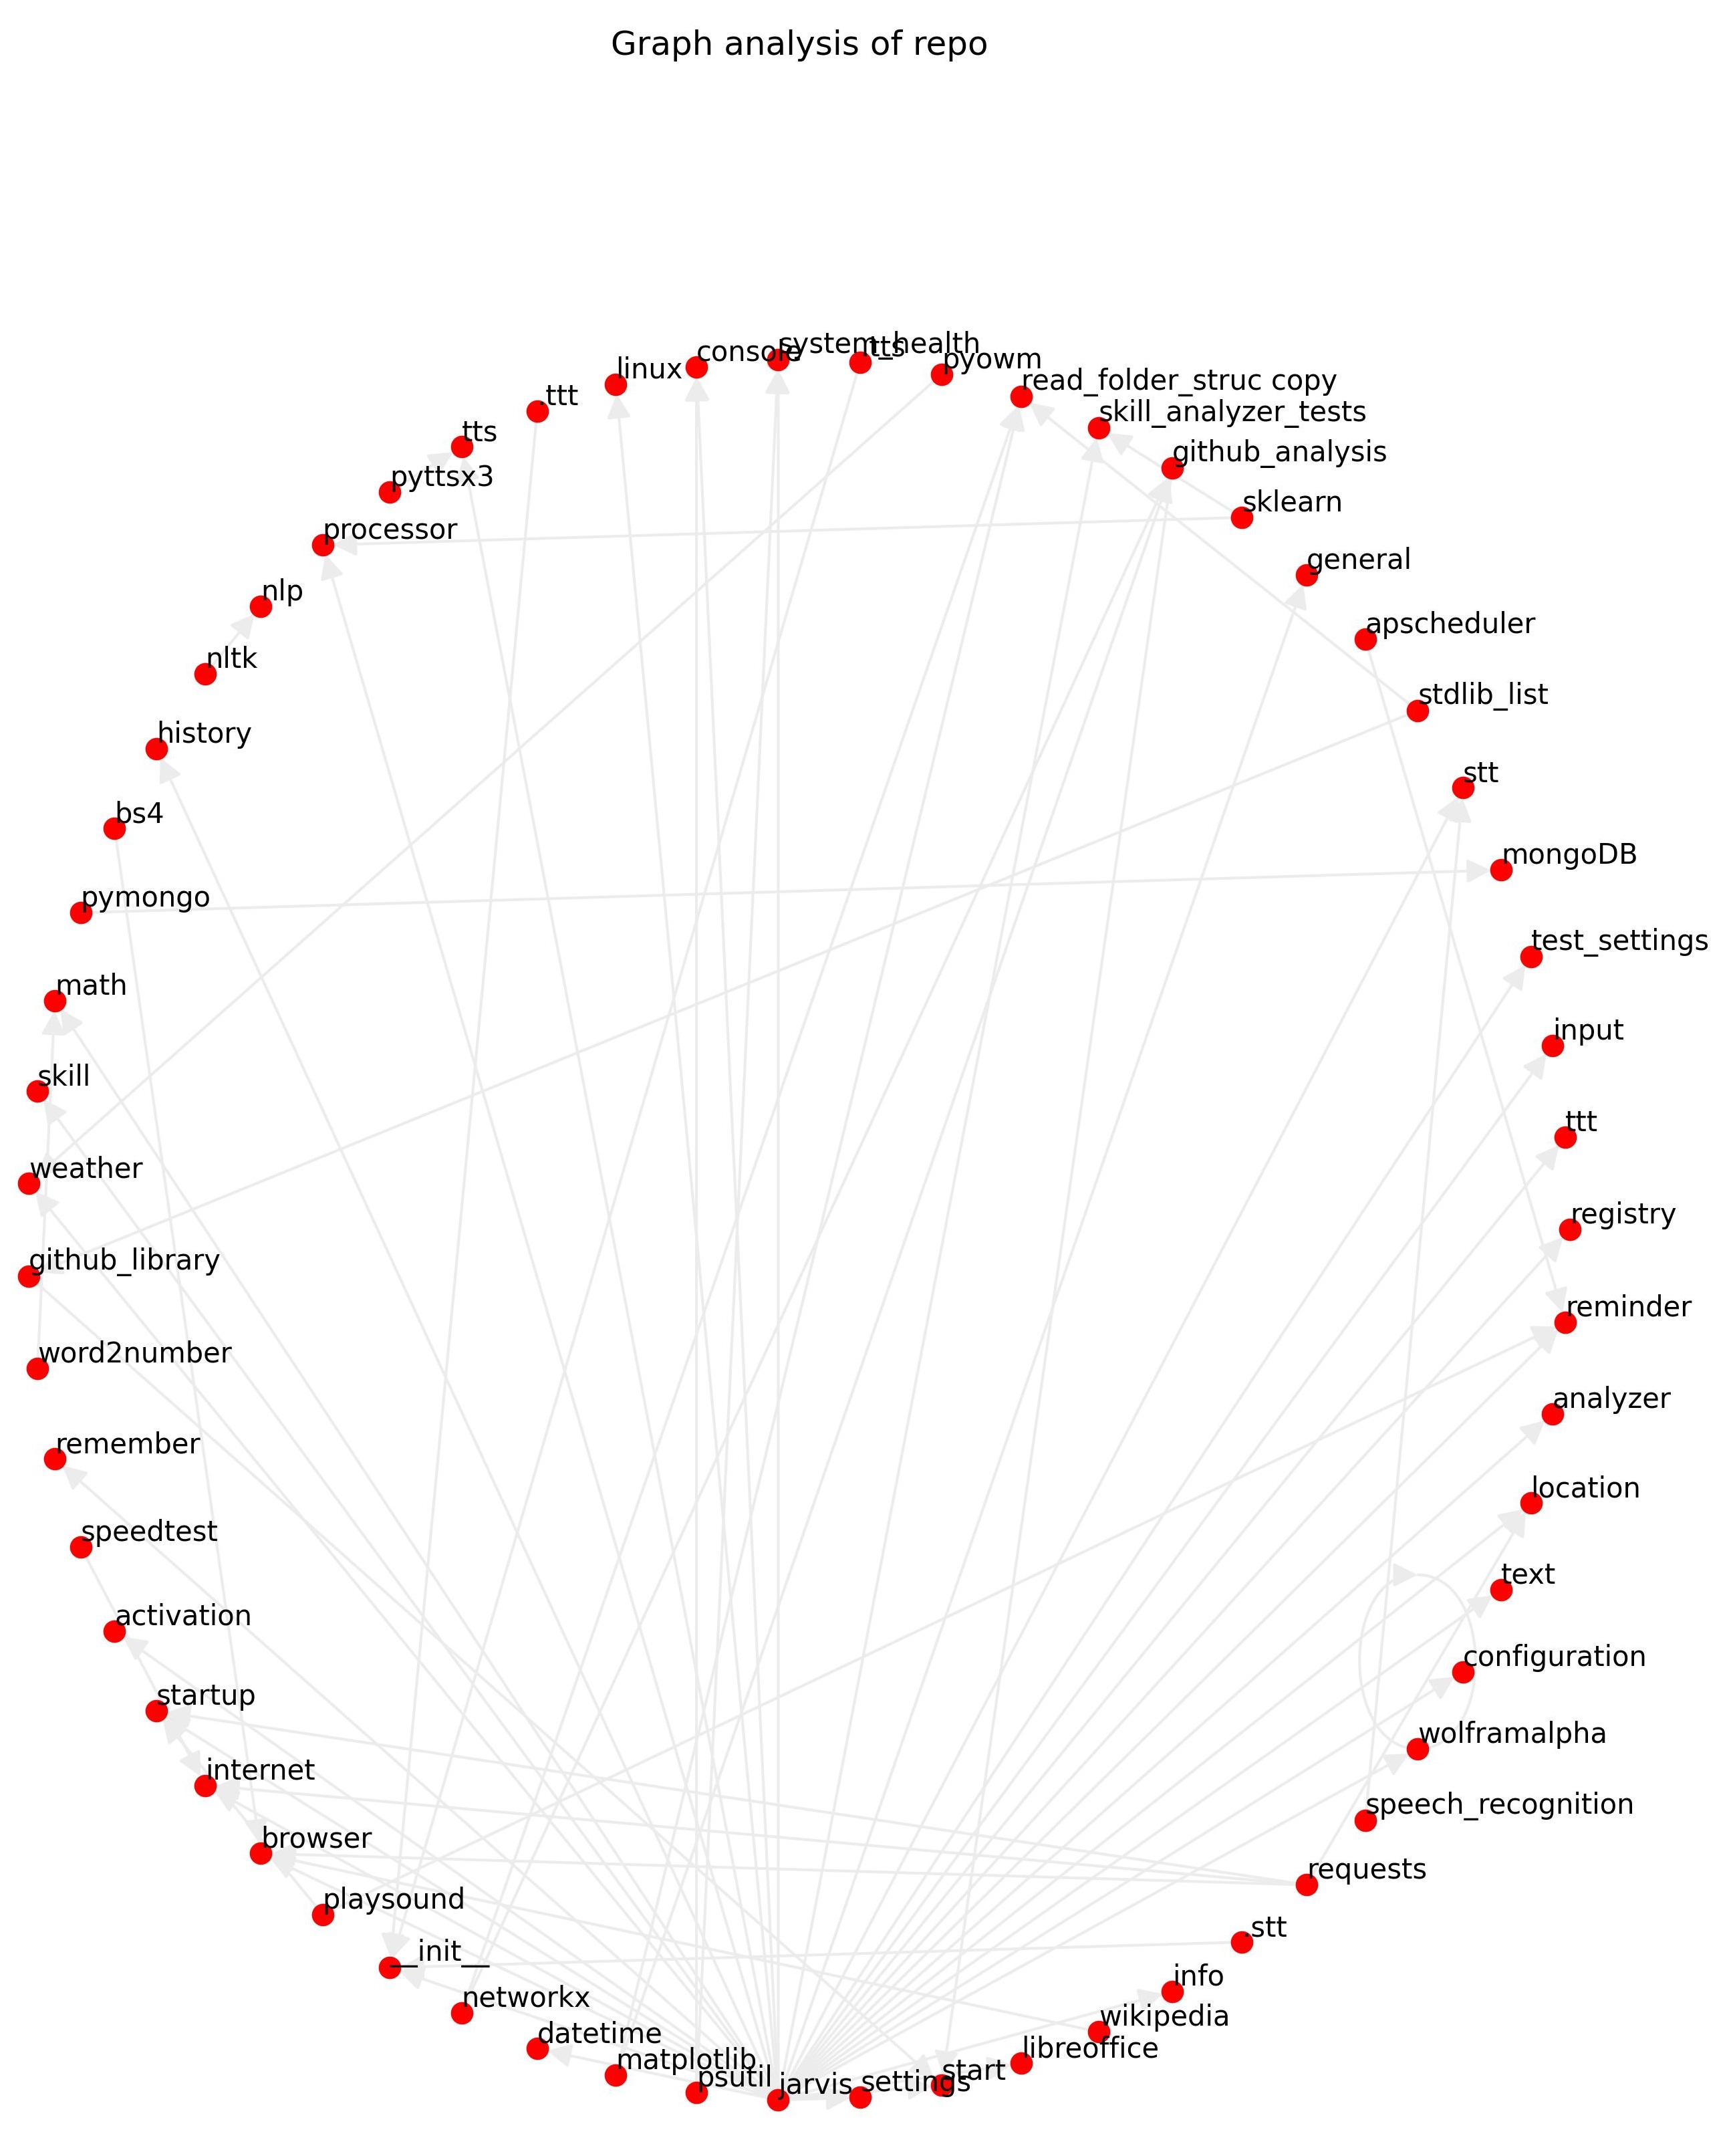 Graph analysis of repo
system_health
.tts
console
pyowm
linux
read_folder_struc copy
.ttt
skill_analyzer_tests
tts
github_analysis
pyttsx3
sklearn
processor
general
nlp
apscheduler
nltk
stdlib_list
history
stt
bs4
mongoDB
pymongo
test_settings
math
input
skill
ttt
weather
registry
github_library
reminder
word2number
analyzer
remember
location
speedtest
text
activation
configuration
startup
wolframalpha
internet
speech_recognition
browser
requests
playsound
.stt
__init__
info
networkx
wikipedia
datetime
libreoffice
matplotlib
start
psutil
jarvis
settings